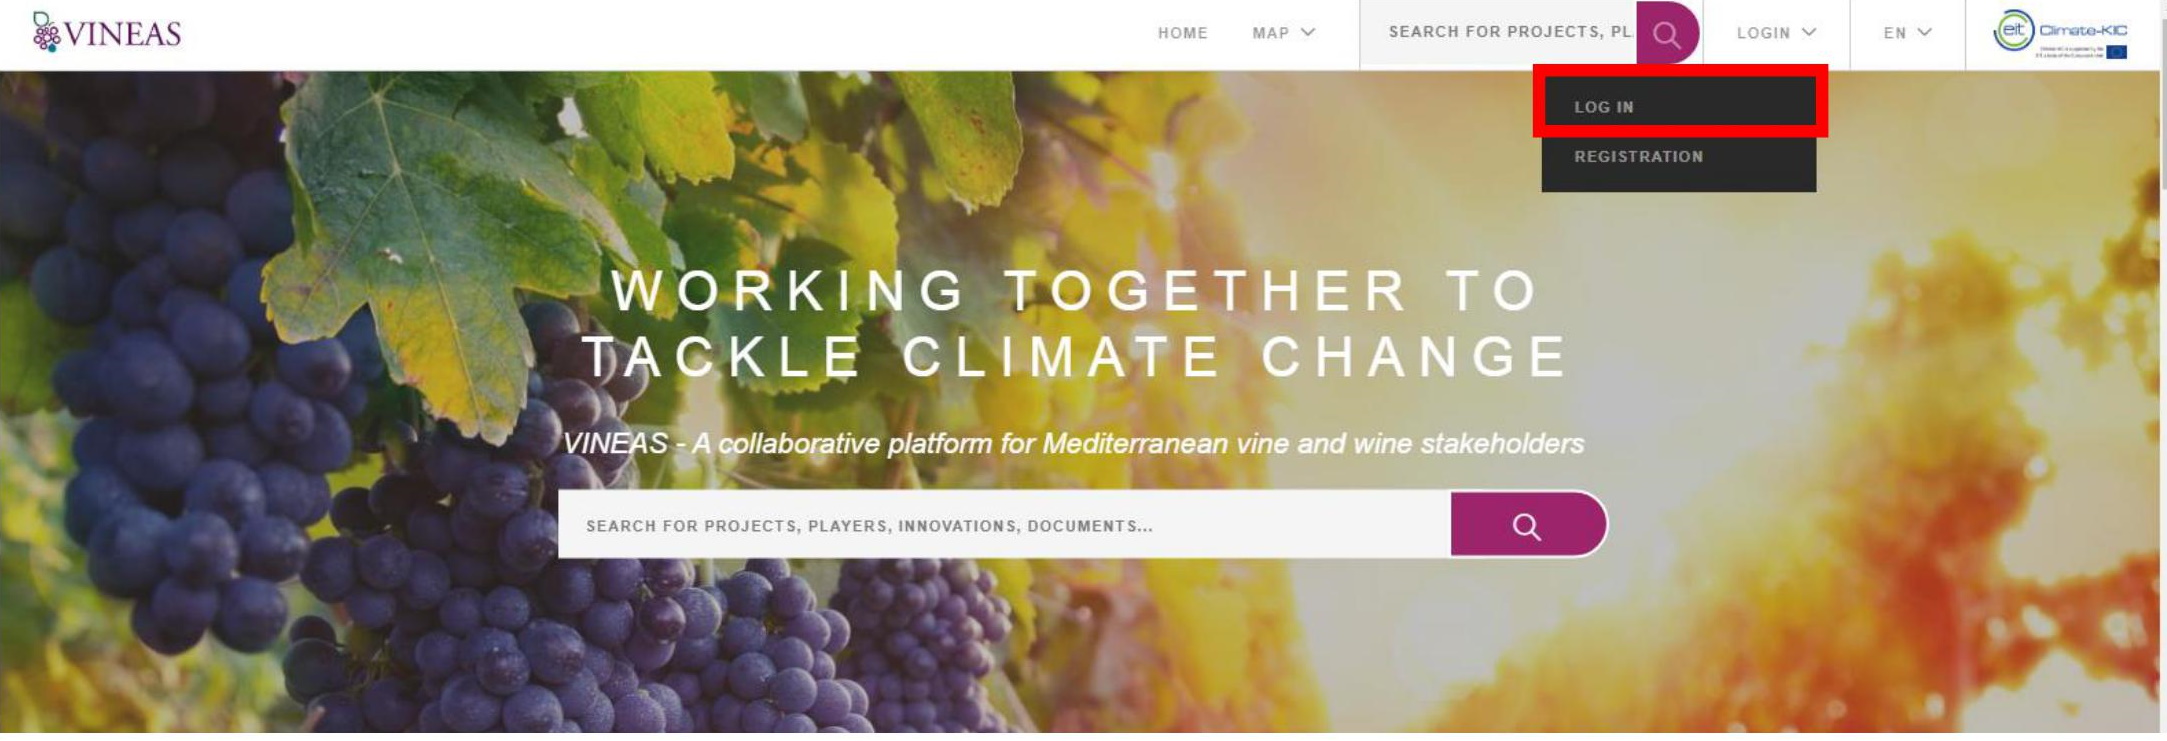 VINEAS
HOME
MAP
SEARCH FOR PROJECTS, PL
LOGIN
EN
eit Climate-KIC
LOG IN
REGISTRATION
WORKING TOGETHER TO
TACKLE CLIMATE CHANGE
VINEAS - A collaborative platform for Mediterranean vine and wine stakeholders
SEARCH FOR PROJECTS, PLAYERS, INNOVATIONS, DOCUMENTS...